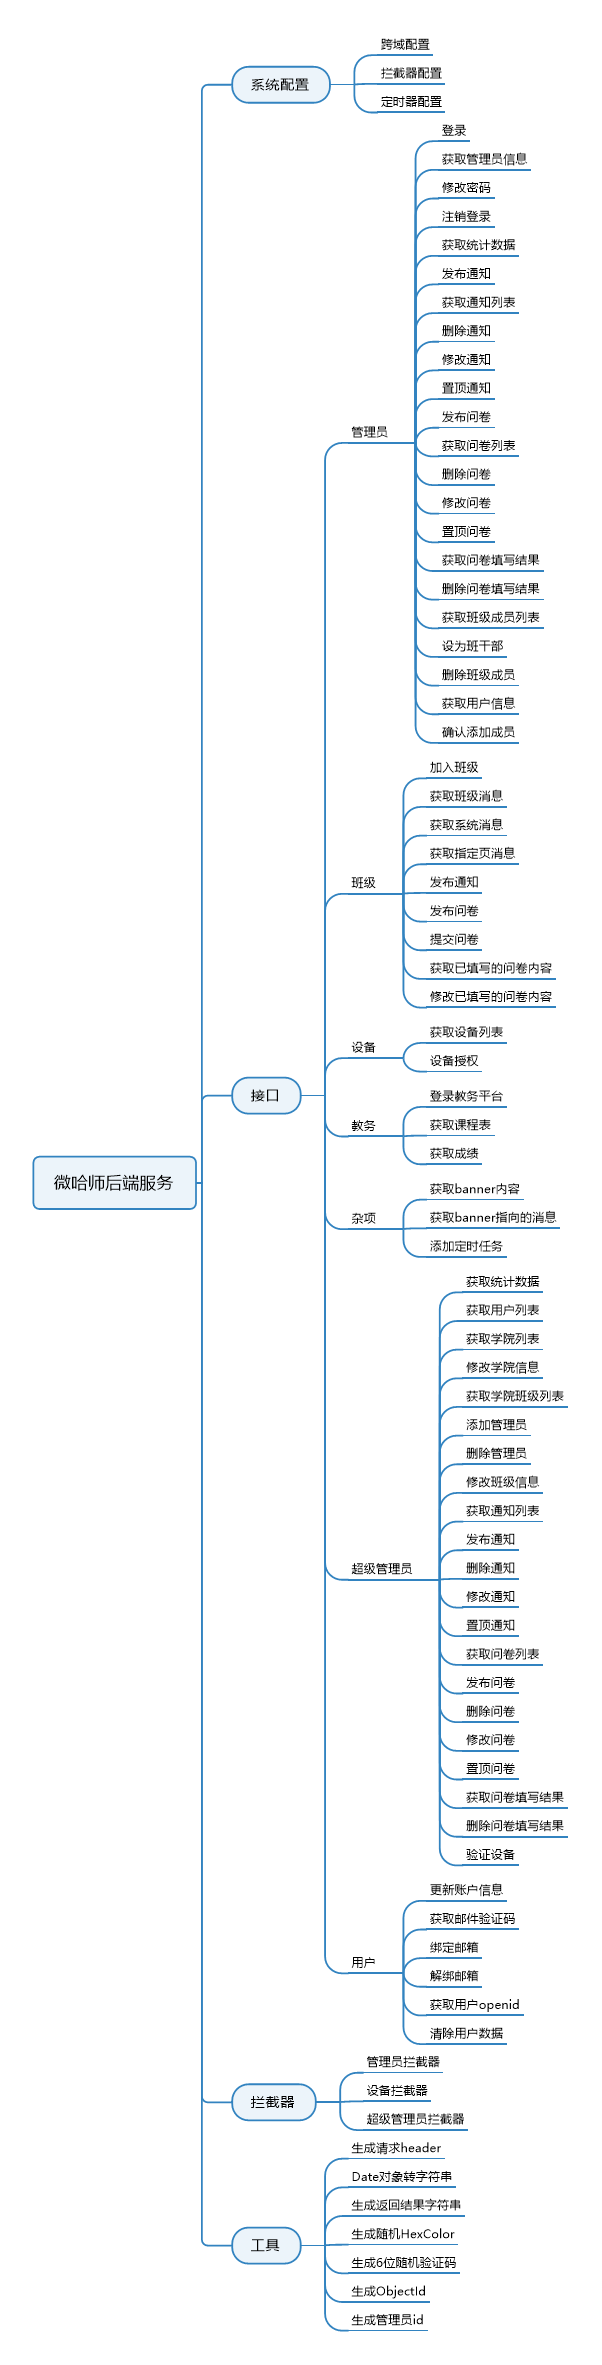 微哈师后端服务
系统配置
跨域配置
拦截器配置
定时器配置
接口
管理员
登录
获取管理员信息
修改密码
注销登录
获取统计数据
发布通知
获取通知列表
删除通知
修改通知
置顶通知
发布问卷
获取问卷列表
删除问卷
修改问卷
置顶问卷
获取问卷填写结果
删除问卷填写结果
获取班级成员列表
设为班干部
删除班级成员
获取用户信息
确认添加成员
班级
加入班级
获取班级消息
获取系统消息
获取指定页消息
发布通知
发布问卷
提交问卷
获取已填写的问卷内容
修改已填写的问卷内容
设备
获取设备列表
设备授权
教务
登录教务平台
获取课程表
获取成绩
杂项
获取banner内容
获取banner指向的消息
添加定时任务
超级管理员
获取统计数据
获取用户列表
获取学院列表
修改学院信息
获取学院班级列表
添加管理员
删除管理员
修改班级信息
获取通知列表
发布通知
删除通知
修改通知
置顶通知
获取问卷列表
发布问卷
删除问卷
修改问卷
置顶问卷
获取问卷填写结果
删除问卷填写结果
验证设备
用户
更新账户信息
获取邮件验证码
绑定邮箱
解绑邮箱
获取用户openid
清除用户数据
拦截器
管理员拦截器
设备拦截器
超级管理员拦截器
工具
生成请求header
Date对象转字符串
生成返回结果字符串
生成随机HexColor
生成6位随机验证码
生成ObjectId
生成管理员id